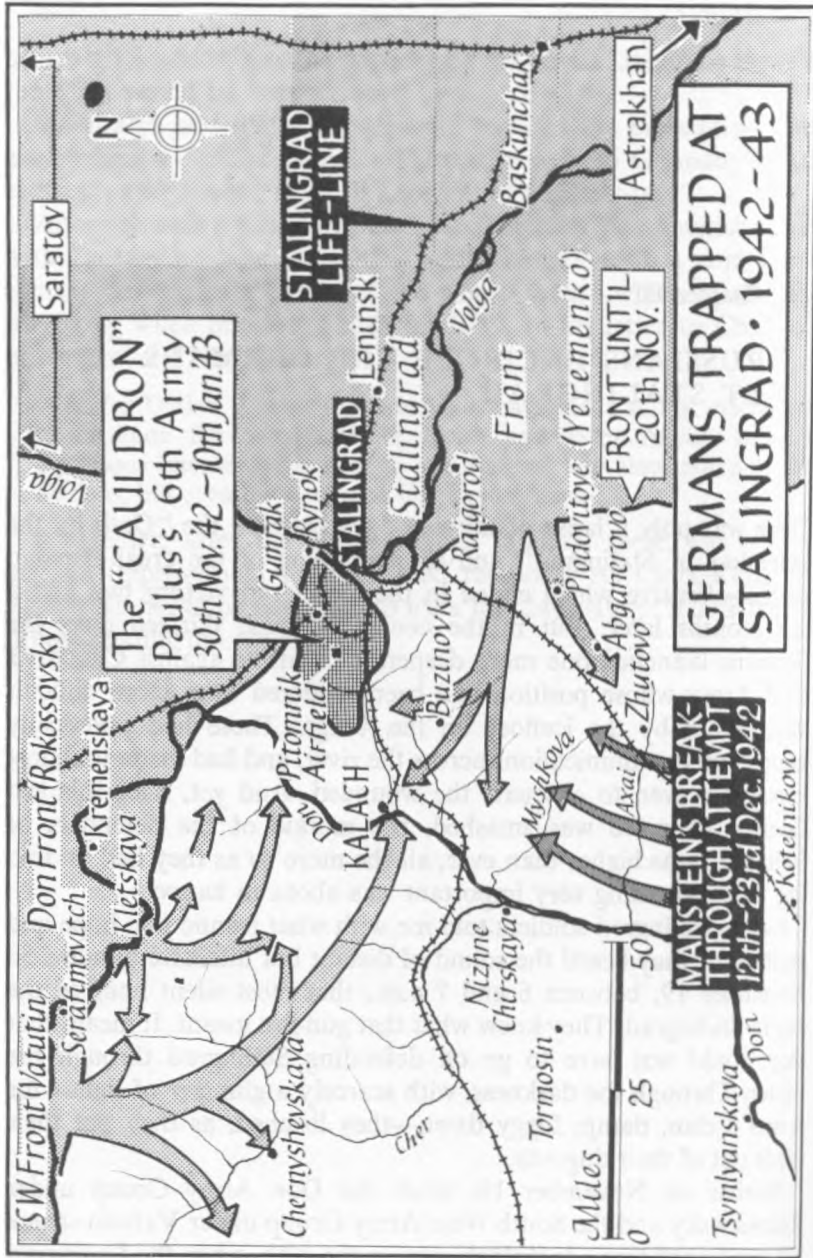 SW Front (Vatutin)
Don Front (Rokossovsky)
Saratov
N
Serafimovitch
Kremenskaya
Kletskaya
Volga
The "CAULDRON"
Paulus's 6th Army
30th Nov. 42 - 10th Jan. 43
Gumrak
Rynok
Pitomnik
Airfield
STALINGRAD
STALINGRAD
LIFE-LINE
Leninsk
Baskunchak
Don
KALACH
Stalingrad
Front
(Yeremenko)
Volga
Raigorod
Astrakhan
Chernyshevskaya
Buzinovka
Chir
Nizhne
Chirskaya
Tormosin
Myshkova
Aksai
Plodovitoye
Abganerovo
Zhutovo
FRONT UNTIL
20th NOV.
MANSTEIN'S BREAK-
THROUGH ATTEMPT
12th-23rd Dec. 1942
Miles
0 25 50
Tsymlyanskaya
Don
Kotelnikovo
GERMANS TRAPPED AT
STALINGRAD • 1942-43